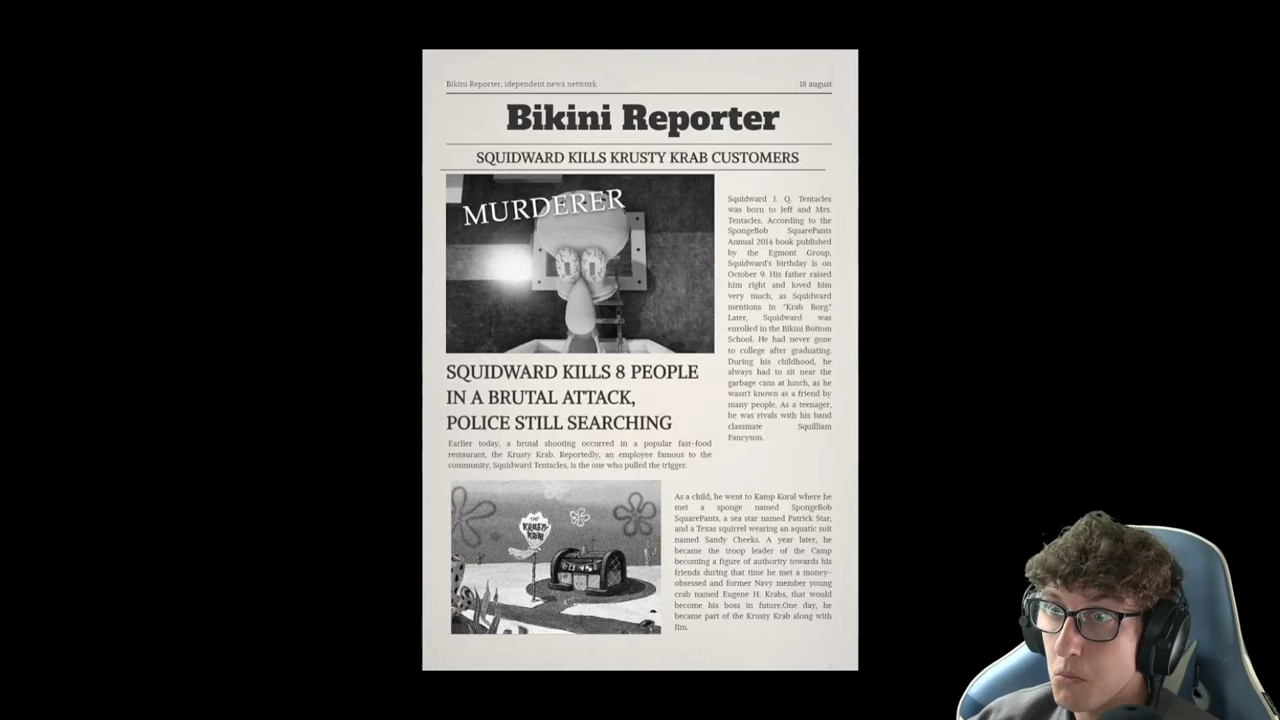 Bikini Reporter, idependent news network
18 august
Bikini Reporter
SQUIDWARD KILLS KRUSTY KRAB CUSTOMERS
MURDERER
SQUIDWARD KILLS 8 PEOPLE
IN A BRUTAL ATTACK,
POLICE STILL SEARCHING
Earlier today, a brutal shooting occurred in a popular fast-food
restaurant, the Krusty Krab. Reportedly, an employee famous to the
community, Squidward Tentacles, is the one who pulled the trigger.
Squidward J. Q. Tentacles
was born to Jeff and Mrs.
Tentacles. According to the
SpongeBob SquarePants
Annual 2014 book published
by the Egmont Group,
Squidward's birthday is on
October 9. His father raised
him right and loved him
very much, as Squidward
mentions in "Krab Borg."
Later, Squidward was
enrolled in the Bikini Bottom
School. He had never gone
to college after graduating.
During his childhood, he
always had to sit near the
garbage cans at lunch, as he
wasn't known as a friend by
many people. As a teenager,
he was rivals with his band
classmate Squilliam
Fancyson.
THE
KRUSTY
KRAB
As a child, he went to Kamp Koral where he
met a sponge named SpongeBob
SquarePants, a sea star named Patrick Star,
and a Texas squirrel wearing an aquatic suit
named Sandy Cheeks. A year later, he
became the troop leader of the Camp
becoming a figure of authority towards his
friends during that time he met a money-
obsessed and former Navy member young
crab named Eugene H. Krabs, that would
become his boss in future.One day, he
became part of the Krusty Krab along with
Jim.